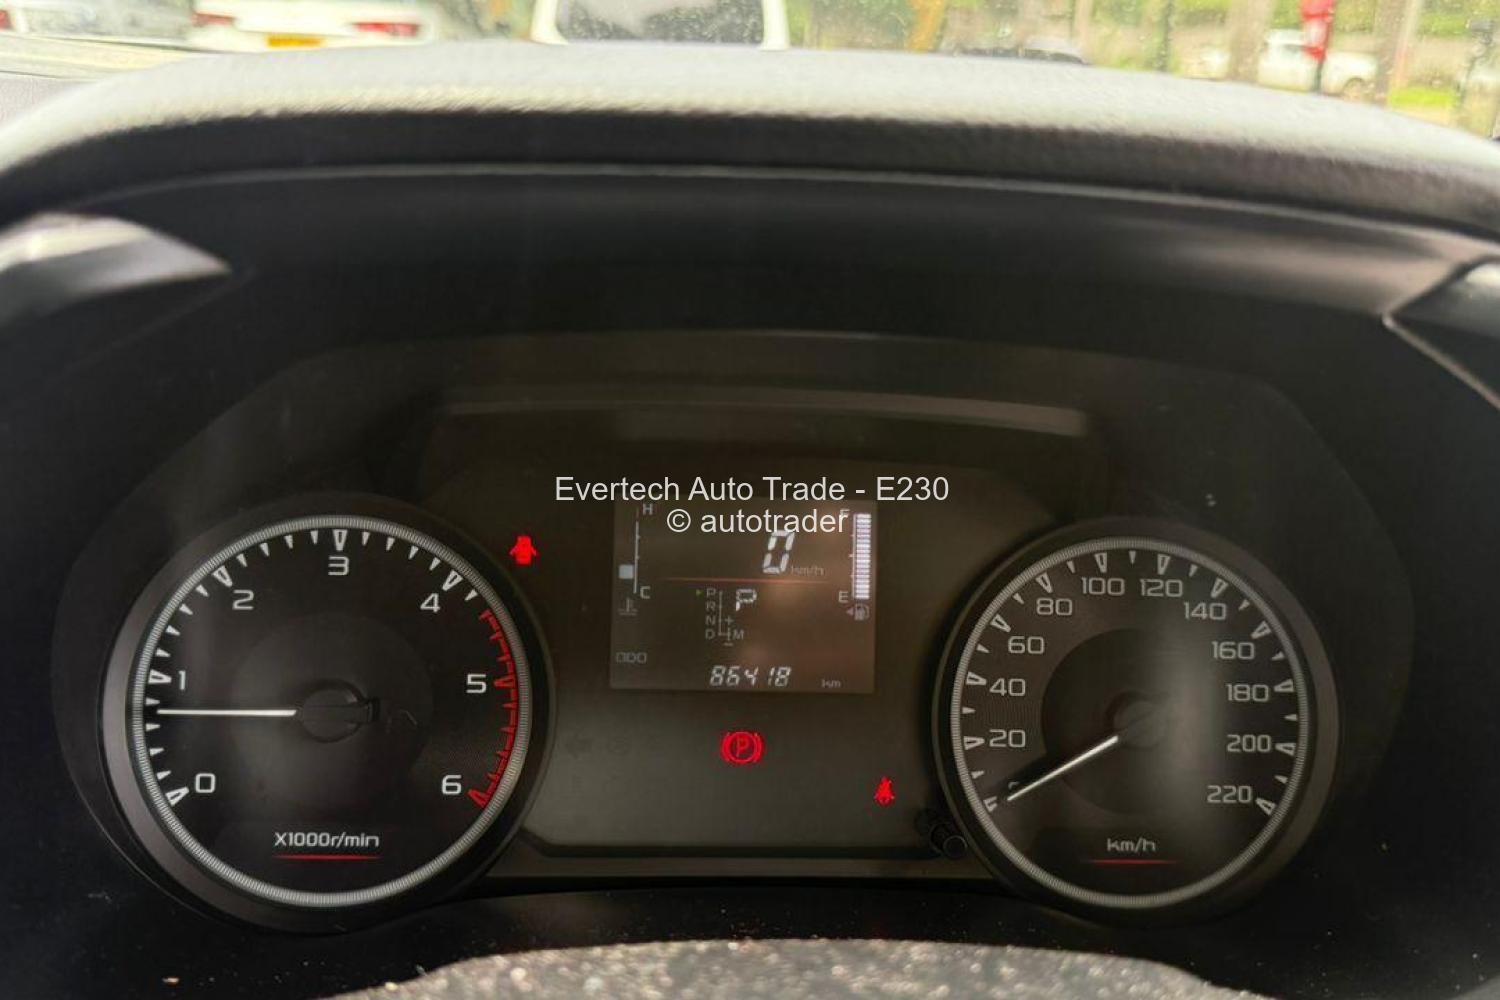 Evertech Auto Trade - E230
© autotrader
H
F
0 km/h
C
E
P
R
N
D
+
M
-
P
ODO
86418 km
0
1
2
3
4
5
6
X1000r/min
P
20
40
60
80
100
120
140
160
180
200
220
km/h